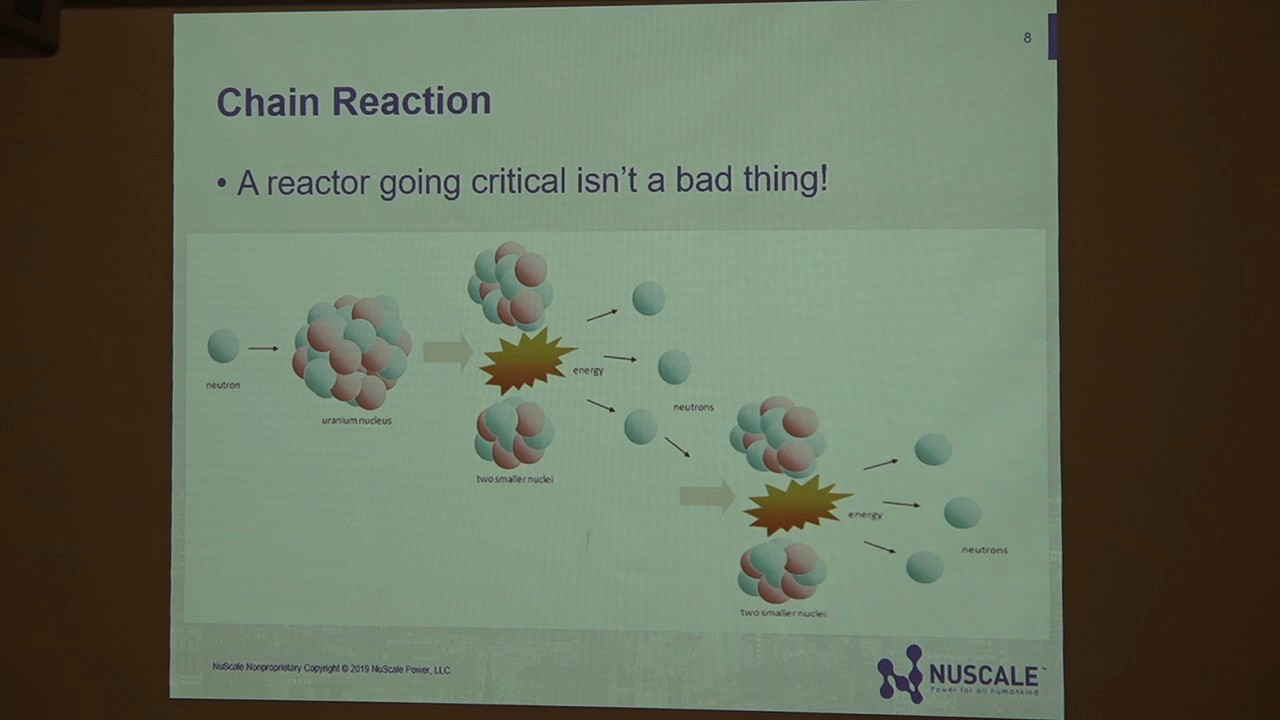 8
Chain Reaction
• A reactor going critical isn't a bad thing!
neutron
uranium nucleus
energy
two smaller nuclei
neutrons
energy
neutrons
two smaller nuclei
NuScale Nonproprietary Copyright © 2019 NuScale Power, LLC.
NUSCALE™
Power for all humankind